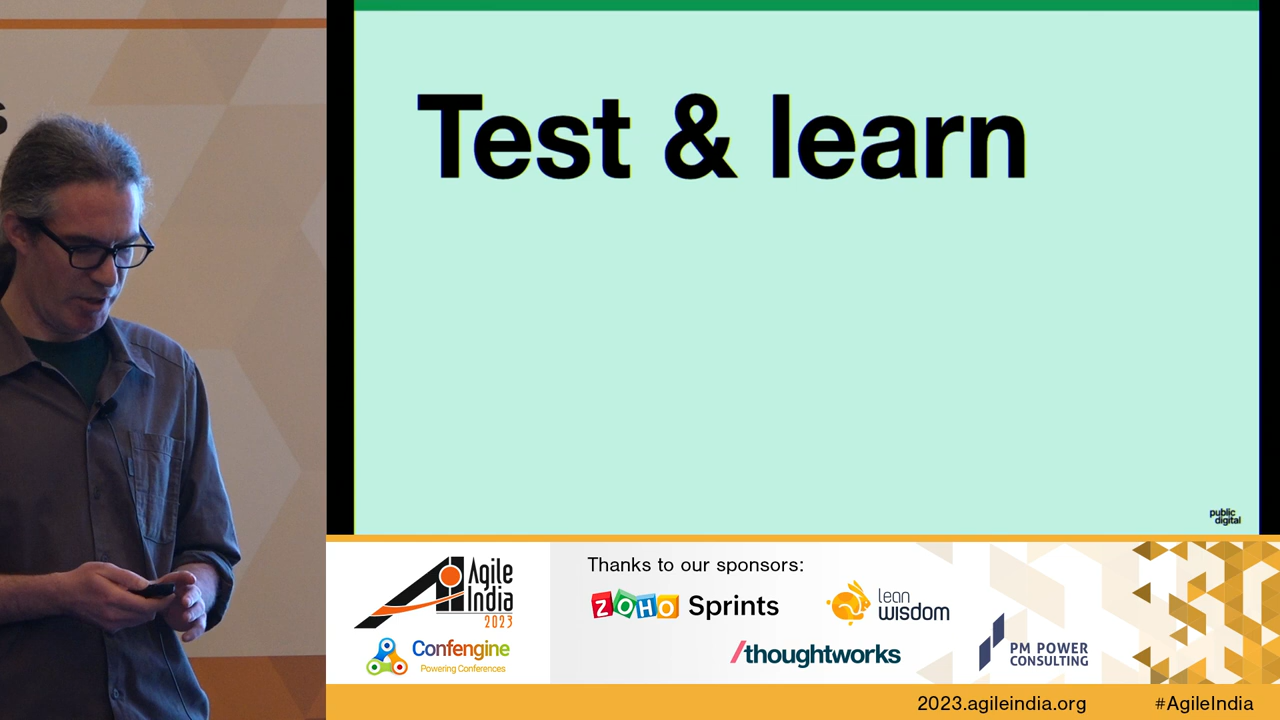 s
Test & learn
public
digital
Agile
India
2023
Confengine
Powering Conferences
Thanks to our sponsors:
ZOHO Sprints
lean
wisdom
/thoughtworks
PM POWER
CONSULTING
2023.agileindia.org
#AgileIndia